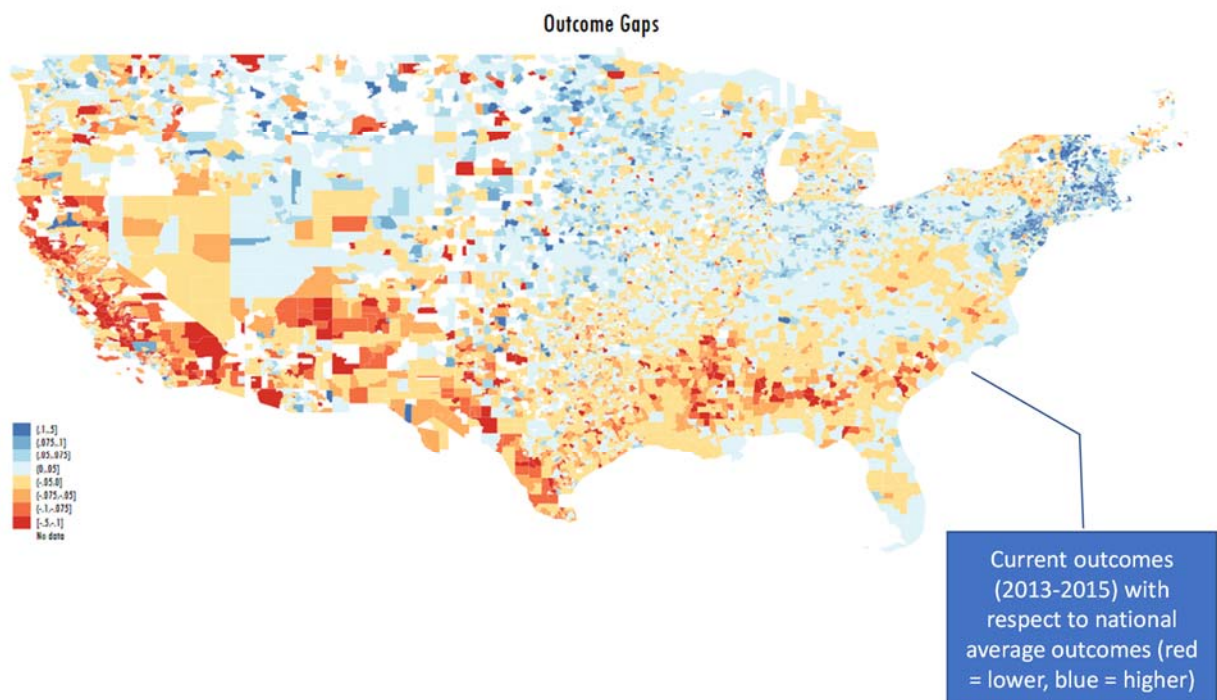 Outcome Gaps
(.1,.5]
(.075,.1]
(.05,.075]
(0,.05]
(-.05,0]
(-.075,-.05]
(-.1,-.075]
[-.5,-.1]
No data
Current outcomes
(2013-2015) with
respect to national
average outcomes (red
= lower, blue = higher)